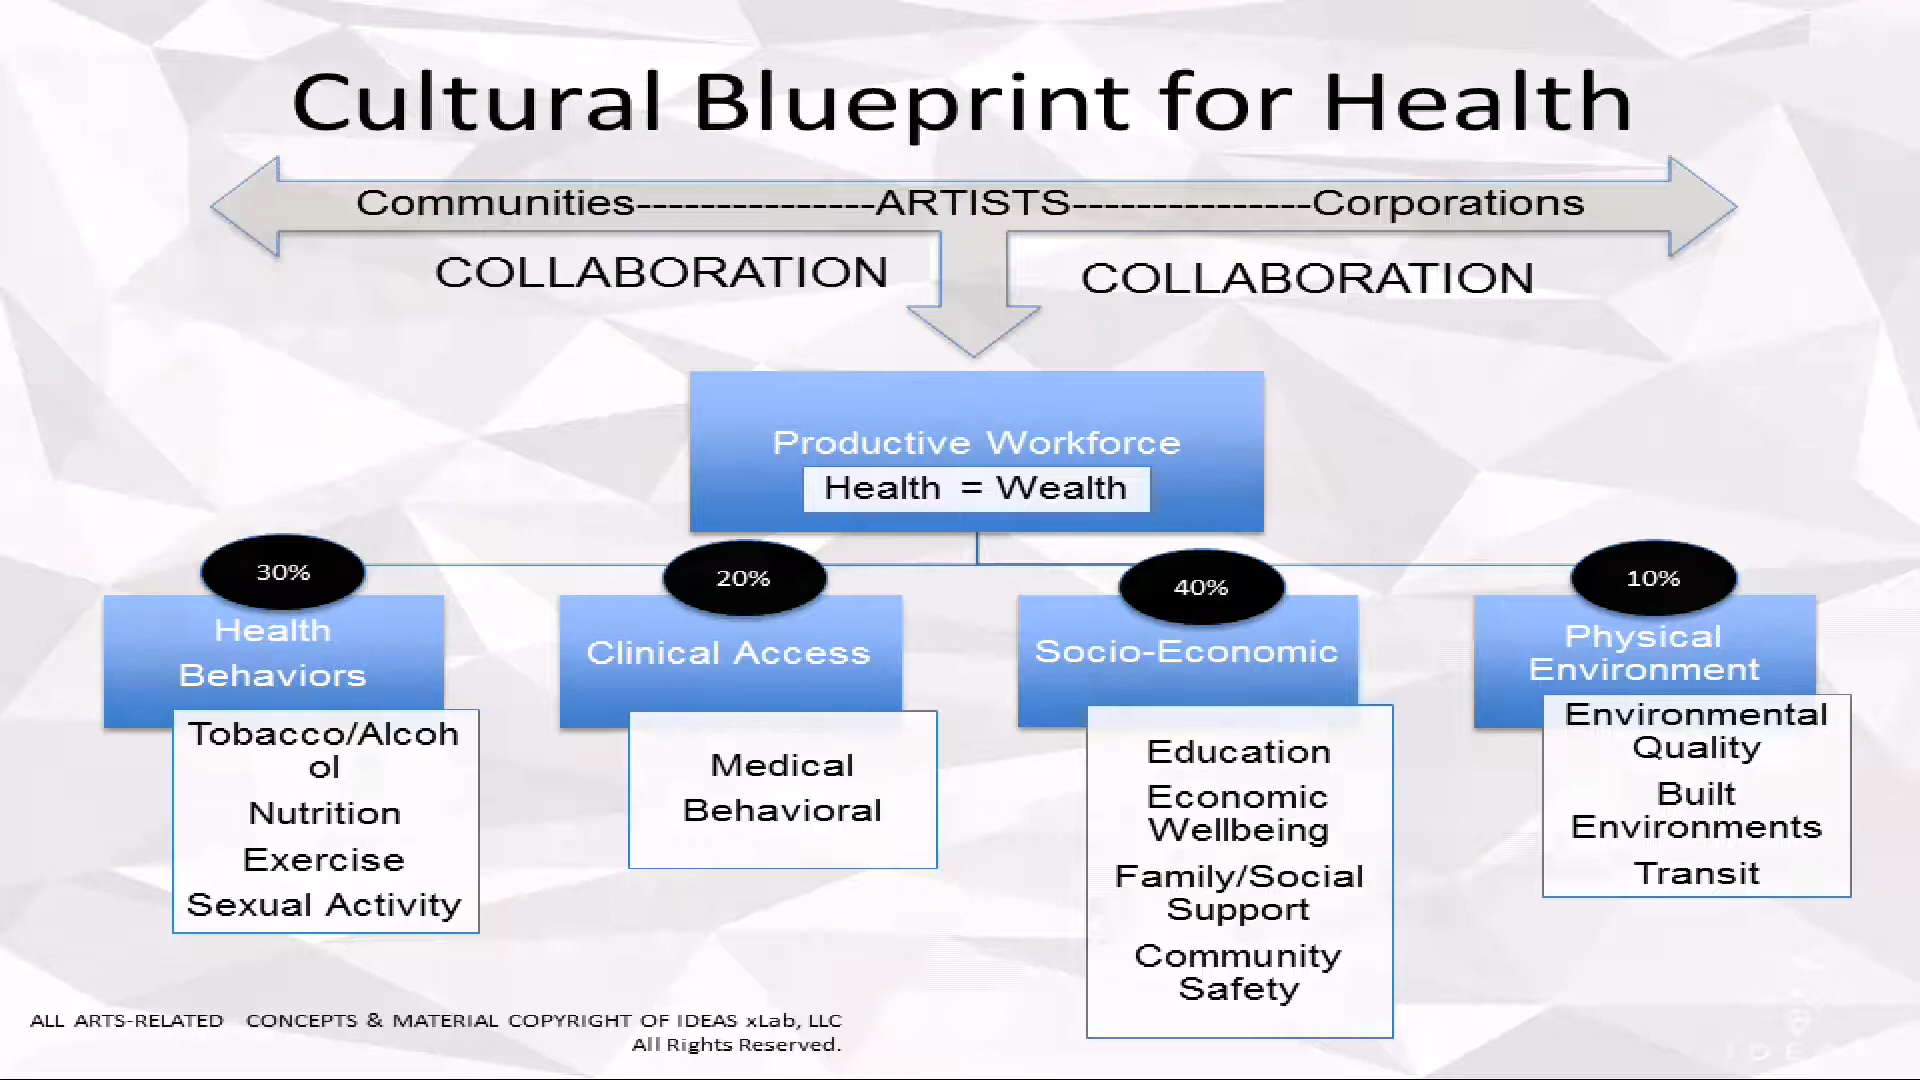 Cultural Blueprint for Health
Communities---------------ARTISTS---------------Corporations
COLLABORATION
COLLABORATION
Productive Workforce
Health = Wealth
30%
Health
Behaviors
Tobacco/Alcoh
ol
Nutrition
Exercise
Sexual Activity
20%
Clinical Access
Medical
Behavioral
40%
Socio-Economic
Education
Economic
Wellbeing
Family/Social
Support
Community
Safety
10%
Physical
Environment
Environmental
Quality
Built
Environments
Transit
ALL ARTS-RELATED CONCEPTS & MATERIAL COPYRIGHT OF IDEAS xLab, LLC
All Rights Reserved.